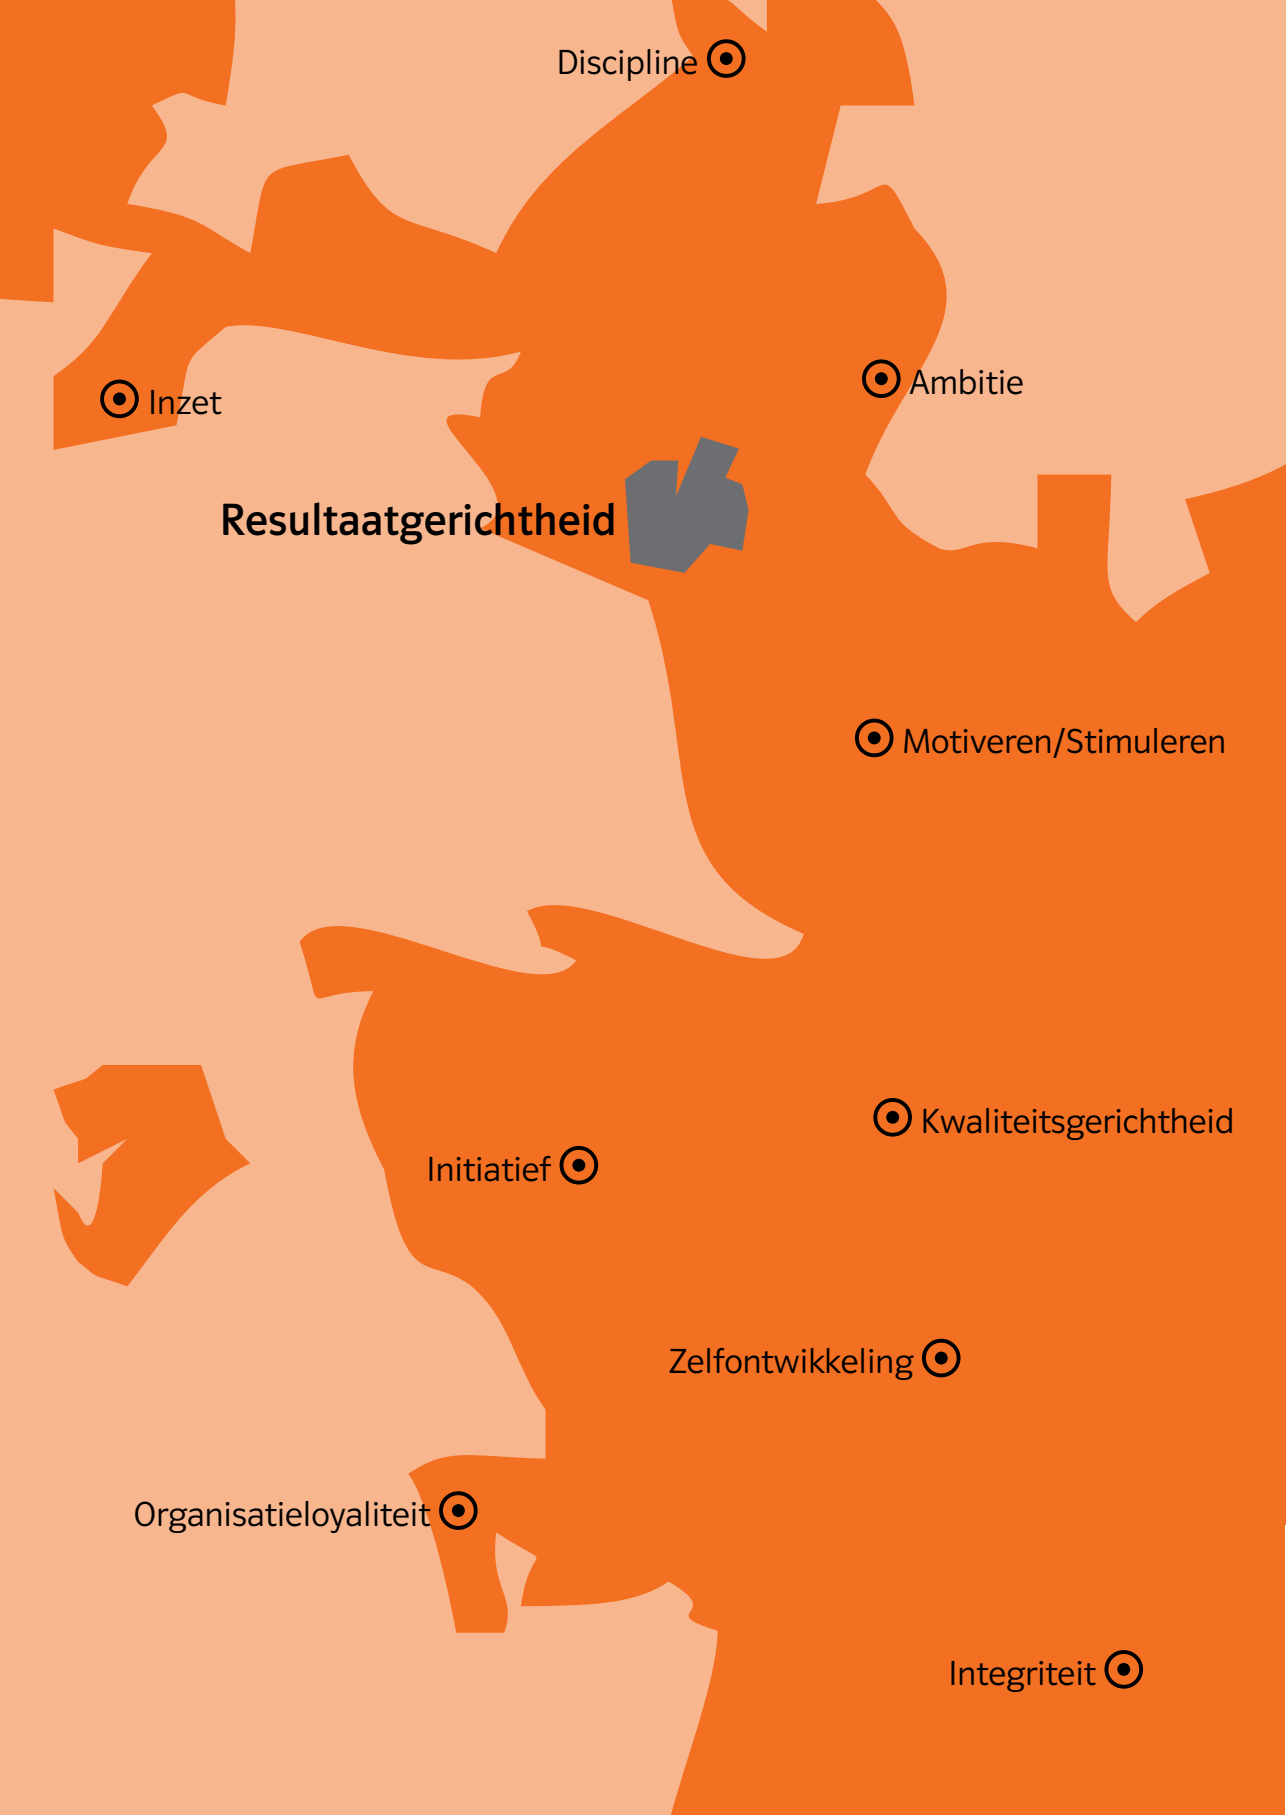 Discipline
Ambitie
Inzet
Resultaatgerichtheid
Motiveren/Stimuleren
Kwaliteitsgerichtheid
Initiatief
Zelfontwikkeling
Organisatieloyaliteit
Integriteit